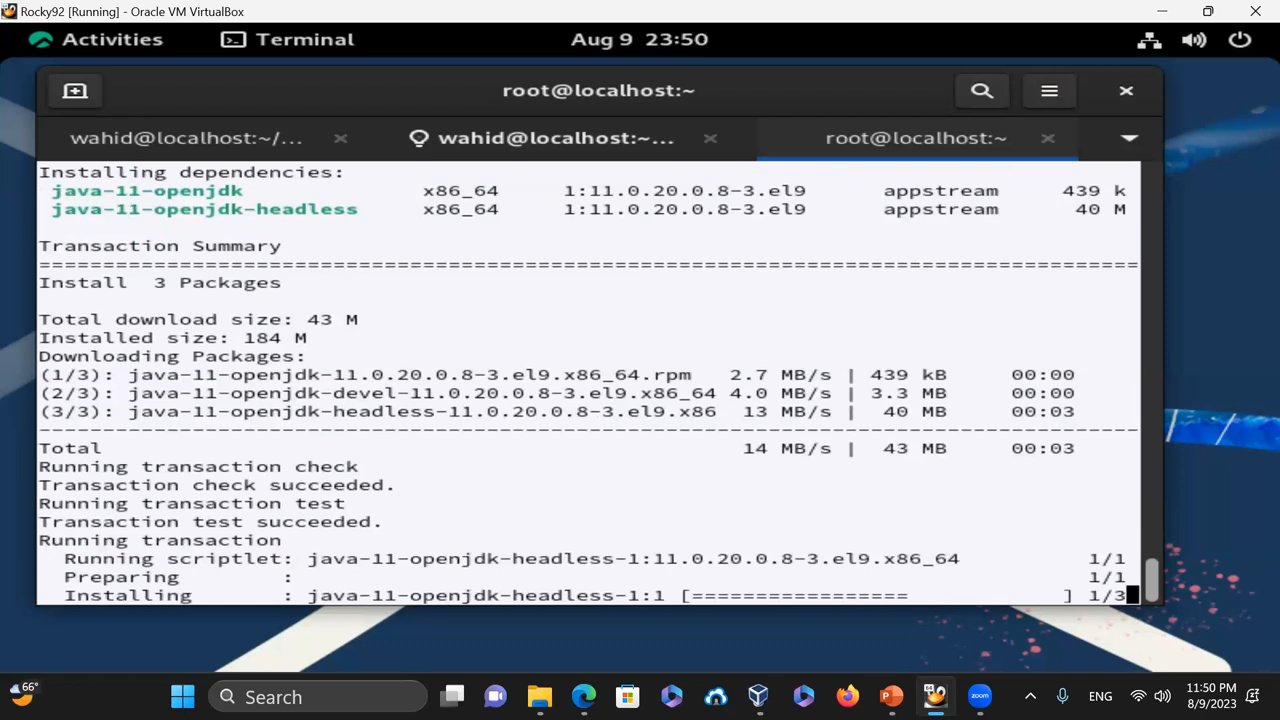 Rocky92 [Running] - Oracle VM VirtualBox
Activities Terminal Aug 9 23:50
root@localhost:~
wahid@localhost:~/... wahid@localhost:~... root@localhost:~
Installing dependencies:
java-11-openjdk x86_64 1:11.0.20.0.8-3.el9 appstream 439 k
java-11-openjdk-headless x86_64 1:11.0.20.0.8-3.el9 appstream 40 M
Transaction Summary
================================================================================
Install 3 Packages
Total download size: 43 M
Installed size: 184 M
Downloading Packages:
(1/3): java-11-openjdk-11.0.20.0.8-3.el9.x86_64.rpm 2.7 MB/s | 439 kB 00:00
(2/3): java-11-openjdk-devel-11.0.20.0.8-3.el9.x86_64 4.0 MB/s | 3.3 MB 00:00
(3/3): java-11-openjdk-headless-11.0.20.0.8-3.el9.x86 13 MB/s | 40 MB 00:03
--------------------------------------------------------------------------------
Total 14 MB/s | 43 MB 00:03
Running transaction check
Transaction check succeeded.
Running transaction test
Transaction test succeeded.
Running transaction
Running scriptlet: java-11-openjdk-headless-1:11.0.20.0.8-3.el9.x86_64 1/1
Preparing : 1/1
Installing : java-11-openjdk-headless-1:1 [================= ] 1/3
66° Search zoom ENG 11:50 PM
8/9/2023